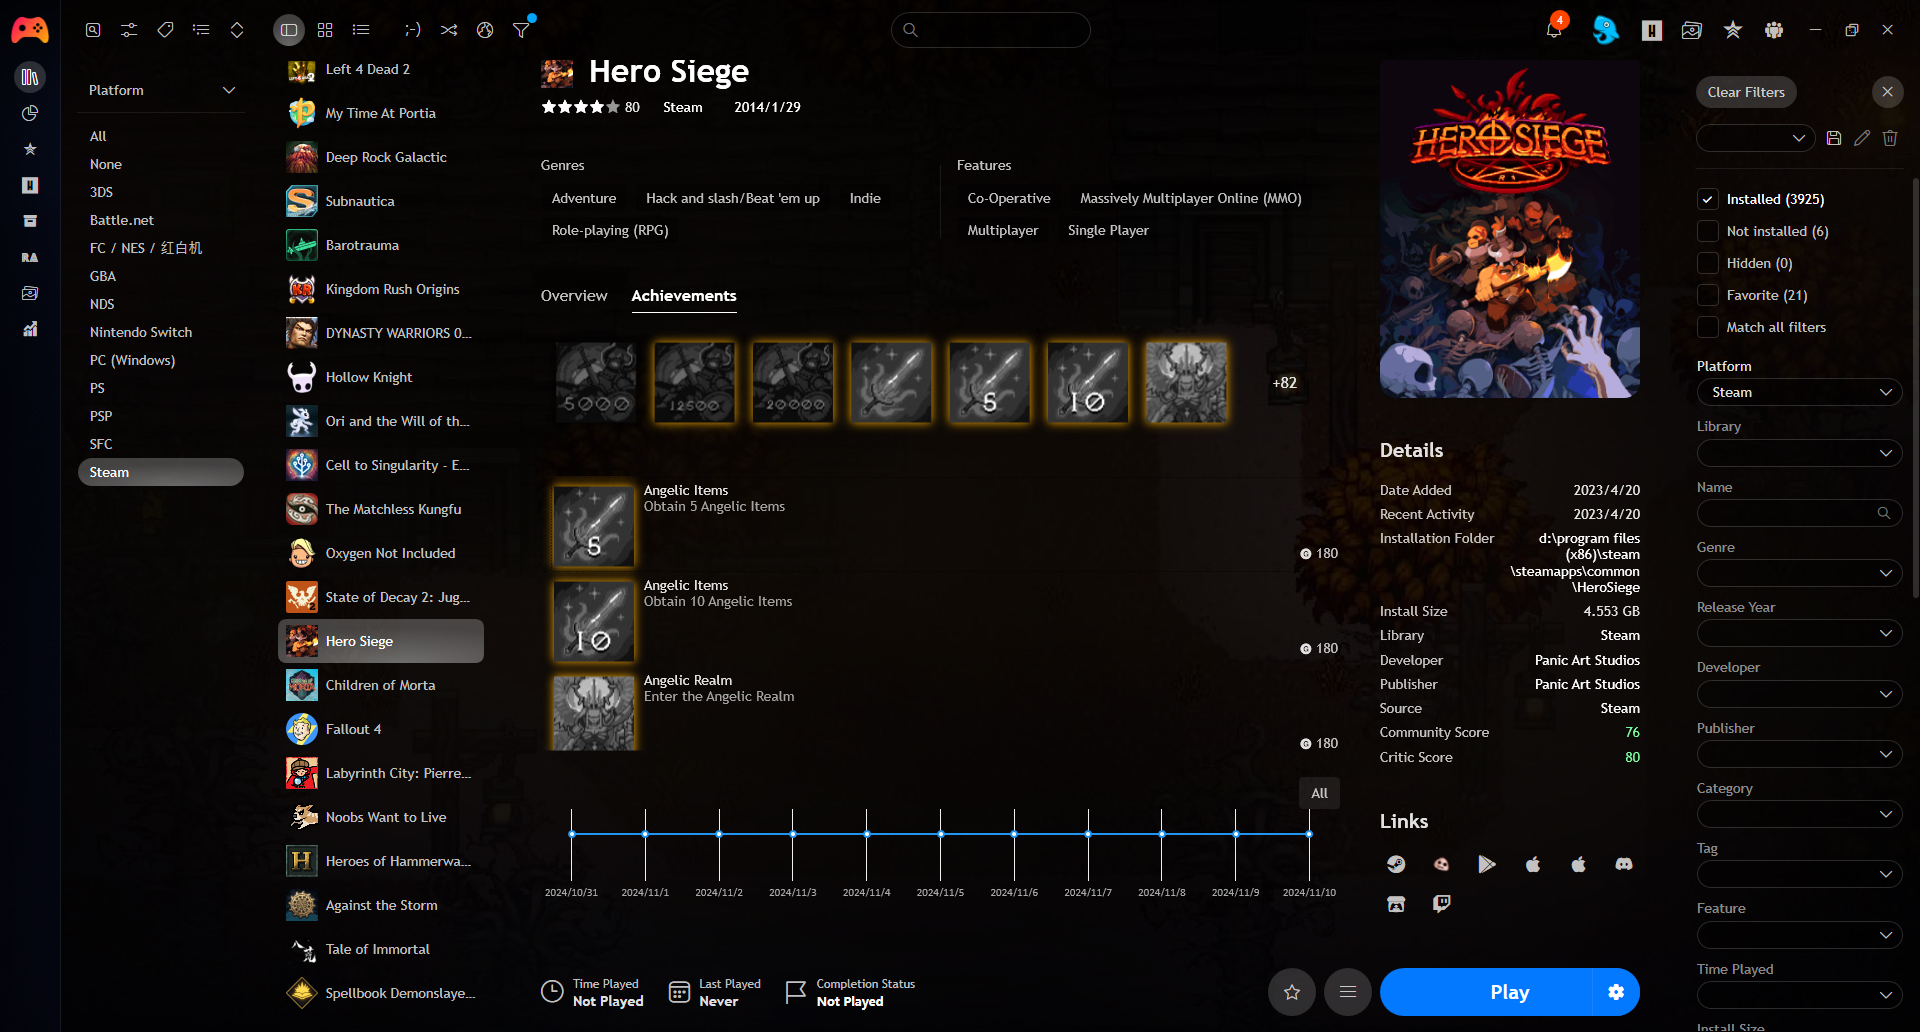 4
H
Platform
All
None
3DS
Battle.net
FC / NES / 红白机
GBA
NDS
Nintendo Switch
PC (Windows)
PS
PSP
SFC
Steam
H
RA
Left 4 Dead 2
My Time At Portia
Deep Rock Galactic
Subnautica
Barotrauma
Kingdom Rush Origins
DYNASTY WARRIORS 0...
Hollow Knight
Ori and the Will of th...
Cell to Singularity - E...
The Matchless Kungfu
Oxygen Not Included
State of Decay 2: Jug...
Hero Siege
Children of Morta
Fallout 4
Labyrinth City: Pierre...
Noobs Want to Live
Heroes of Hammerwa...
Against the Storm
Tale of Immortal
Spellbook Demonslaye...
Hero Siege
80 Steam 2014/1/29
Genres
Adventure Hack and slash/Beat 'em up Indie
Role-playing (RPG)
Features
Co-Operative Massively Multiplayer Online (MMO)
Multiplayer Single Player
Overview Achievements
5000 12500 20000 5 10
+82
Angelic Items
Obtain 5 Angelic Items
5
180
Angelic Items
Obtain 10 Angelic Items
10
180
Angelic Realm
Enter the Angelic Realm
180
All
2024/10/31 2024/11/1 2024/11/2 2024/11/3 2024/11/4 2024/11/5 2024/11/6 2024/11/7 2024/11/8 2024/11/9 2024/11/10
Time Played
Not Played
Last Played
Never
Completion Status
Not Played
HERO SIEGE
Details
Date Added 2023/4/20
Recent Activity 2023/4/20
Installation Folder d:\program files
(x86)\steam
\steamapps\common
\HeroSiege
Install Size 4.553 GB
Library Steam
Developer Panic Art Studios
Publisher Panic Art Studios
Source Steam
Community Score 76
Critic Score 80
Links
Play
Clear Filters
Installed (3925)
Not installed (6)
Hidden (0)
Favorite (21)
Match all filters
Platform
Steam
Library
Name
Genre
Release Year
Developer
Publisher
Category
Tag
Feature
Time Played
Install Size